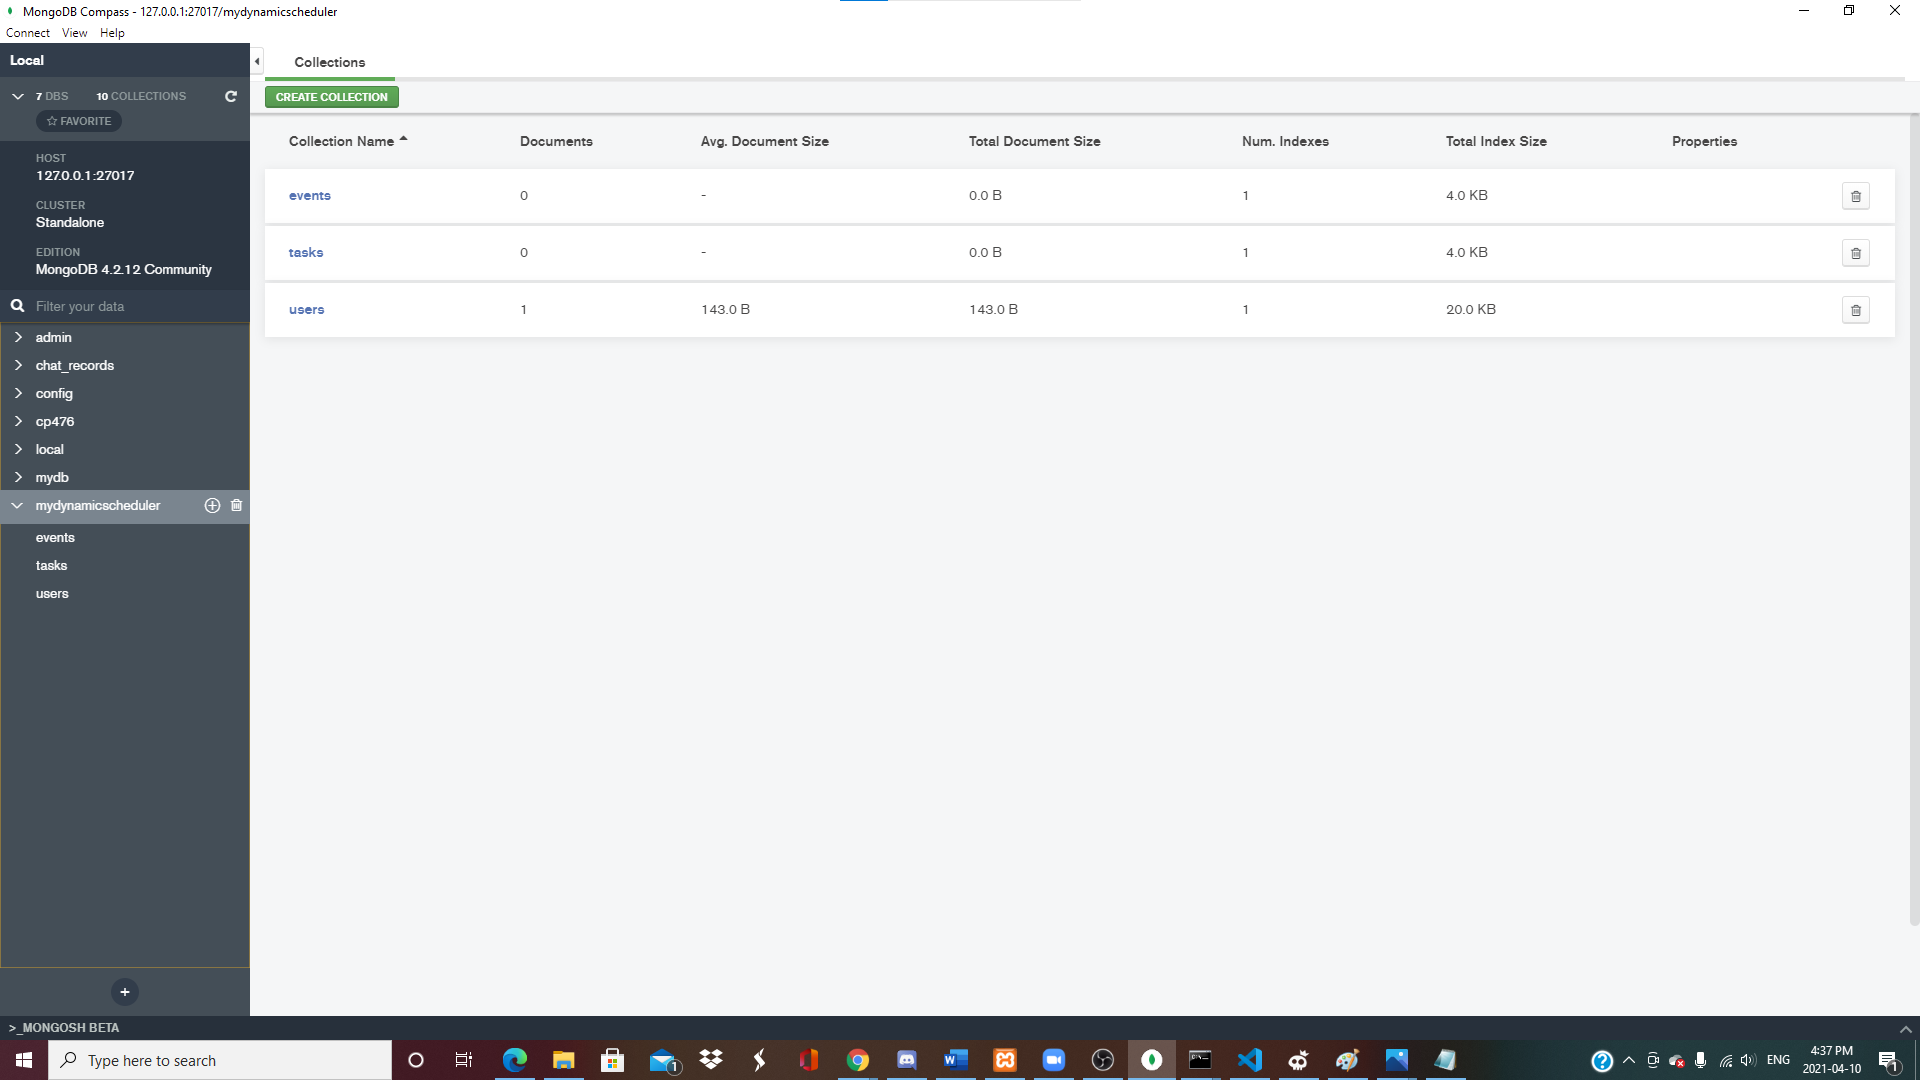 MongoDB Compass - 127.0.0.1:27017/mydynamicscheduler
Connect View Help
Local
7 DBS 10 COLLECTIONS
FAVORITE
HOST
127.0.0.1:27017
CLUSTER
Standalone
EDITION
MongoDB 4.2.12 Community
Filter your data
admin
chat_records
config
cp476
local
mydb
mydynamicscheduler
events
tasks
users
+
Collections
CREATE COLLECTION
Collection Name Documents Avg. Document Size Total Document Size Num. Indexes Total Index Size Properties
events 0 - 0.0 B 1 4.0 KB
tasks 0 - 0.0 B 1 4.0 KB
users 1 143.0 B 143.0 B 1 20.0 KB
>_MONGOSH BETA
Type here to search
1
ENG
4:37 PM
2021-04-10
1